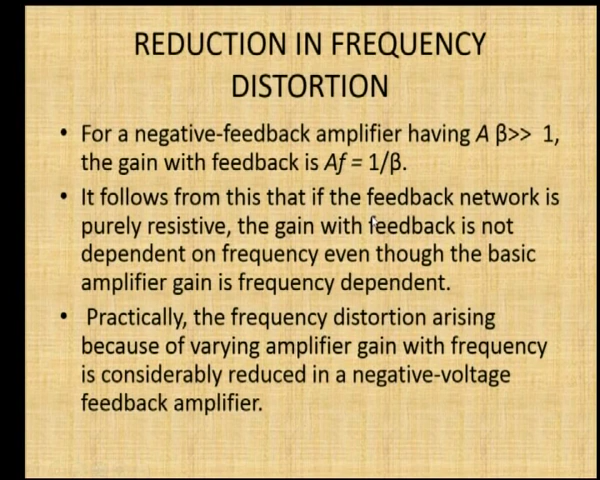 REDUCTION IN FREQUENCY
DISTORTION
• For a negative-feedback amplifier having A β>> 1,
the gain with feedback is Af = 1/β.
• It follows from this that if the feedback network is
purely resistive, the gain with feedback is not
dependent on frequency even though the basic
amplifier gain is frequency dependent.
• Practically, the frequency distortion arising
because of varying amplifier gain with frequency
is considerably reduced in a negative-voltage
feedback amplifier.